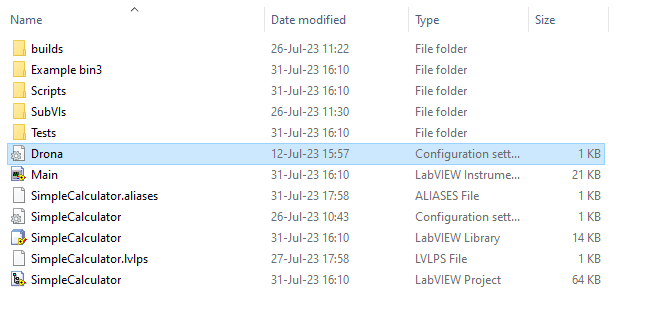 Name Date modified Type Size
builds 26-Jul-23 11:22 File folder
Example bin3 31-Jul-23 16:10 File folder
Scripts 31-Jul-23 16:10 File folder
SubVIs 26-Jul-23 11:30 File folder
Tests 31-Jul-23 16:10 File folder
Drona 12-Jul-23 15:57 Configuration sett... 1 KB
Main 31-Jul-23 16:10 LabVIEW Instrume... 21 KB
SimpleCalculator.aliases 31-Jul-23 17:58 ALIASES File 1 KB
SimpleCalculator 26-Jul-23 10:43 Configuration sett... 1 KB
SimpleCalculator 31-Jul-23 16:10 LabVIEW Library 14 KB
SimpleCalculator.lvlps 27-Jul-23 17:58 LVLPS File 1 KB
SimpleCalculator 31-Jul-23 16:10 LabVIEW Project 64 KB